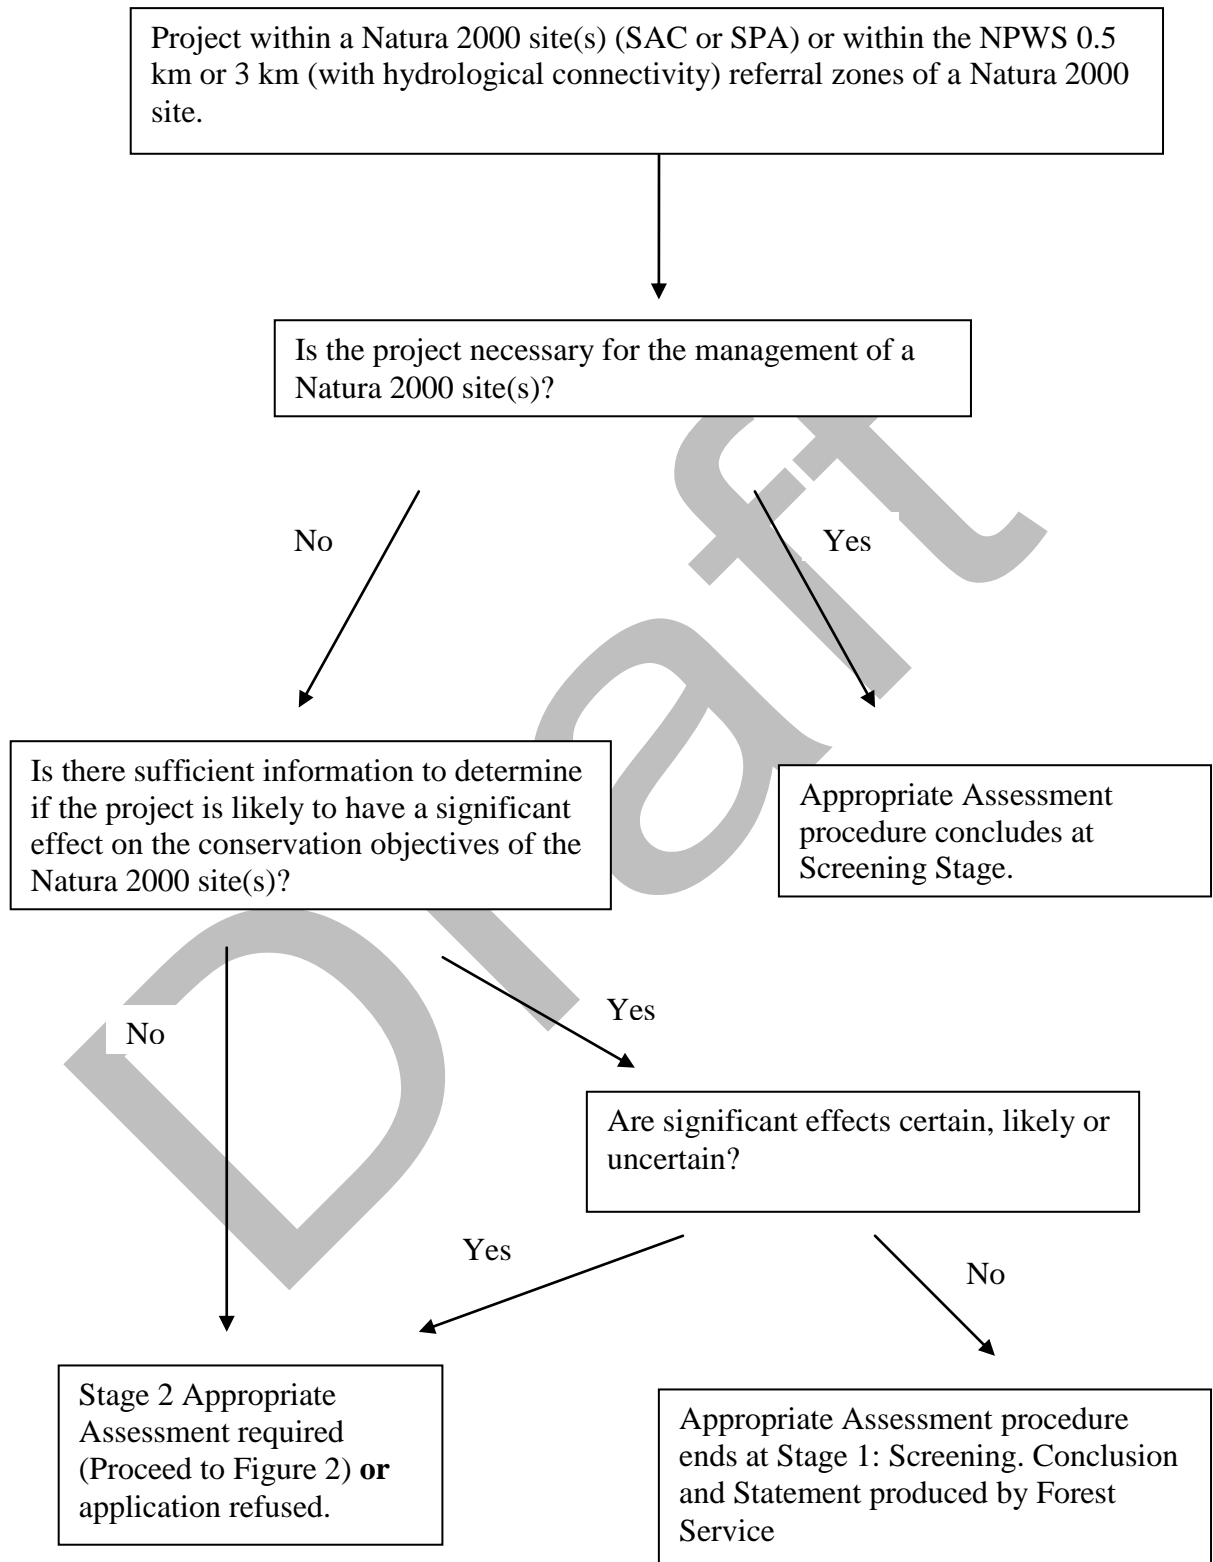 Project within a Natura 2000 site(s) (SAC or SPA) or within the NPWS 0.5
km or 3 km (with hydrological connectivity) referral zones of a Natura 2000
site.
Is the project necessary for the management of a
Natura 2000 site(s)?
No
Yes
Is there sufficient information to determine
if the project is likely to have a significant
effect on the conservation objectives of the
Natura 2000 site(s)?
Appropriate Assessment
procedure concludes at
Screening Stage.
No
Yes
Are significant effects certain, likely or
uncertain?
Yes
No
Stage 2 Appropriate
Assessment required
(Proceed to Figure 2) or
application refused.
Appropriate Assessment procedure
ends at Stage 1: Screening. Conclusion
and Statement produced by Forest
Service
Draft